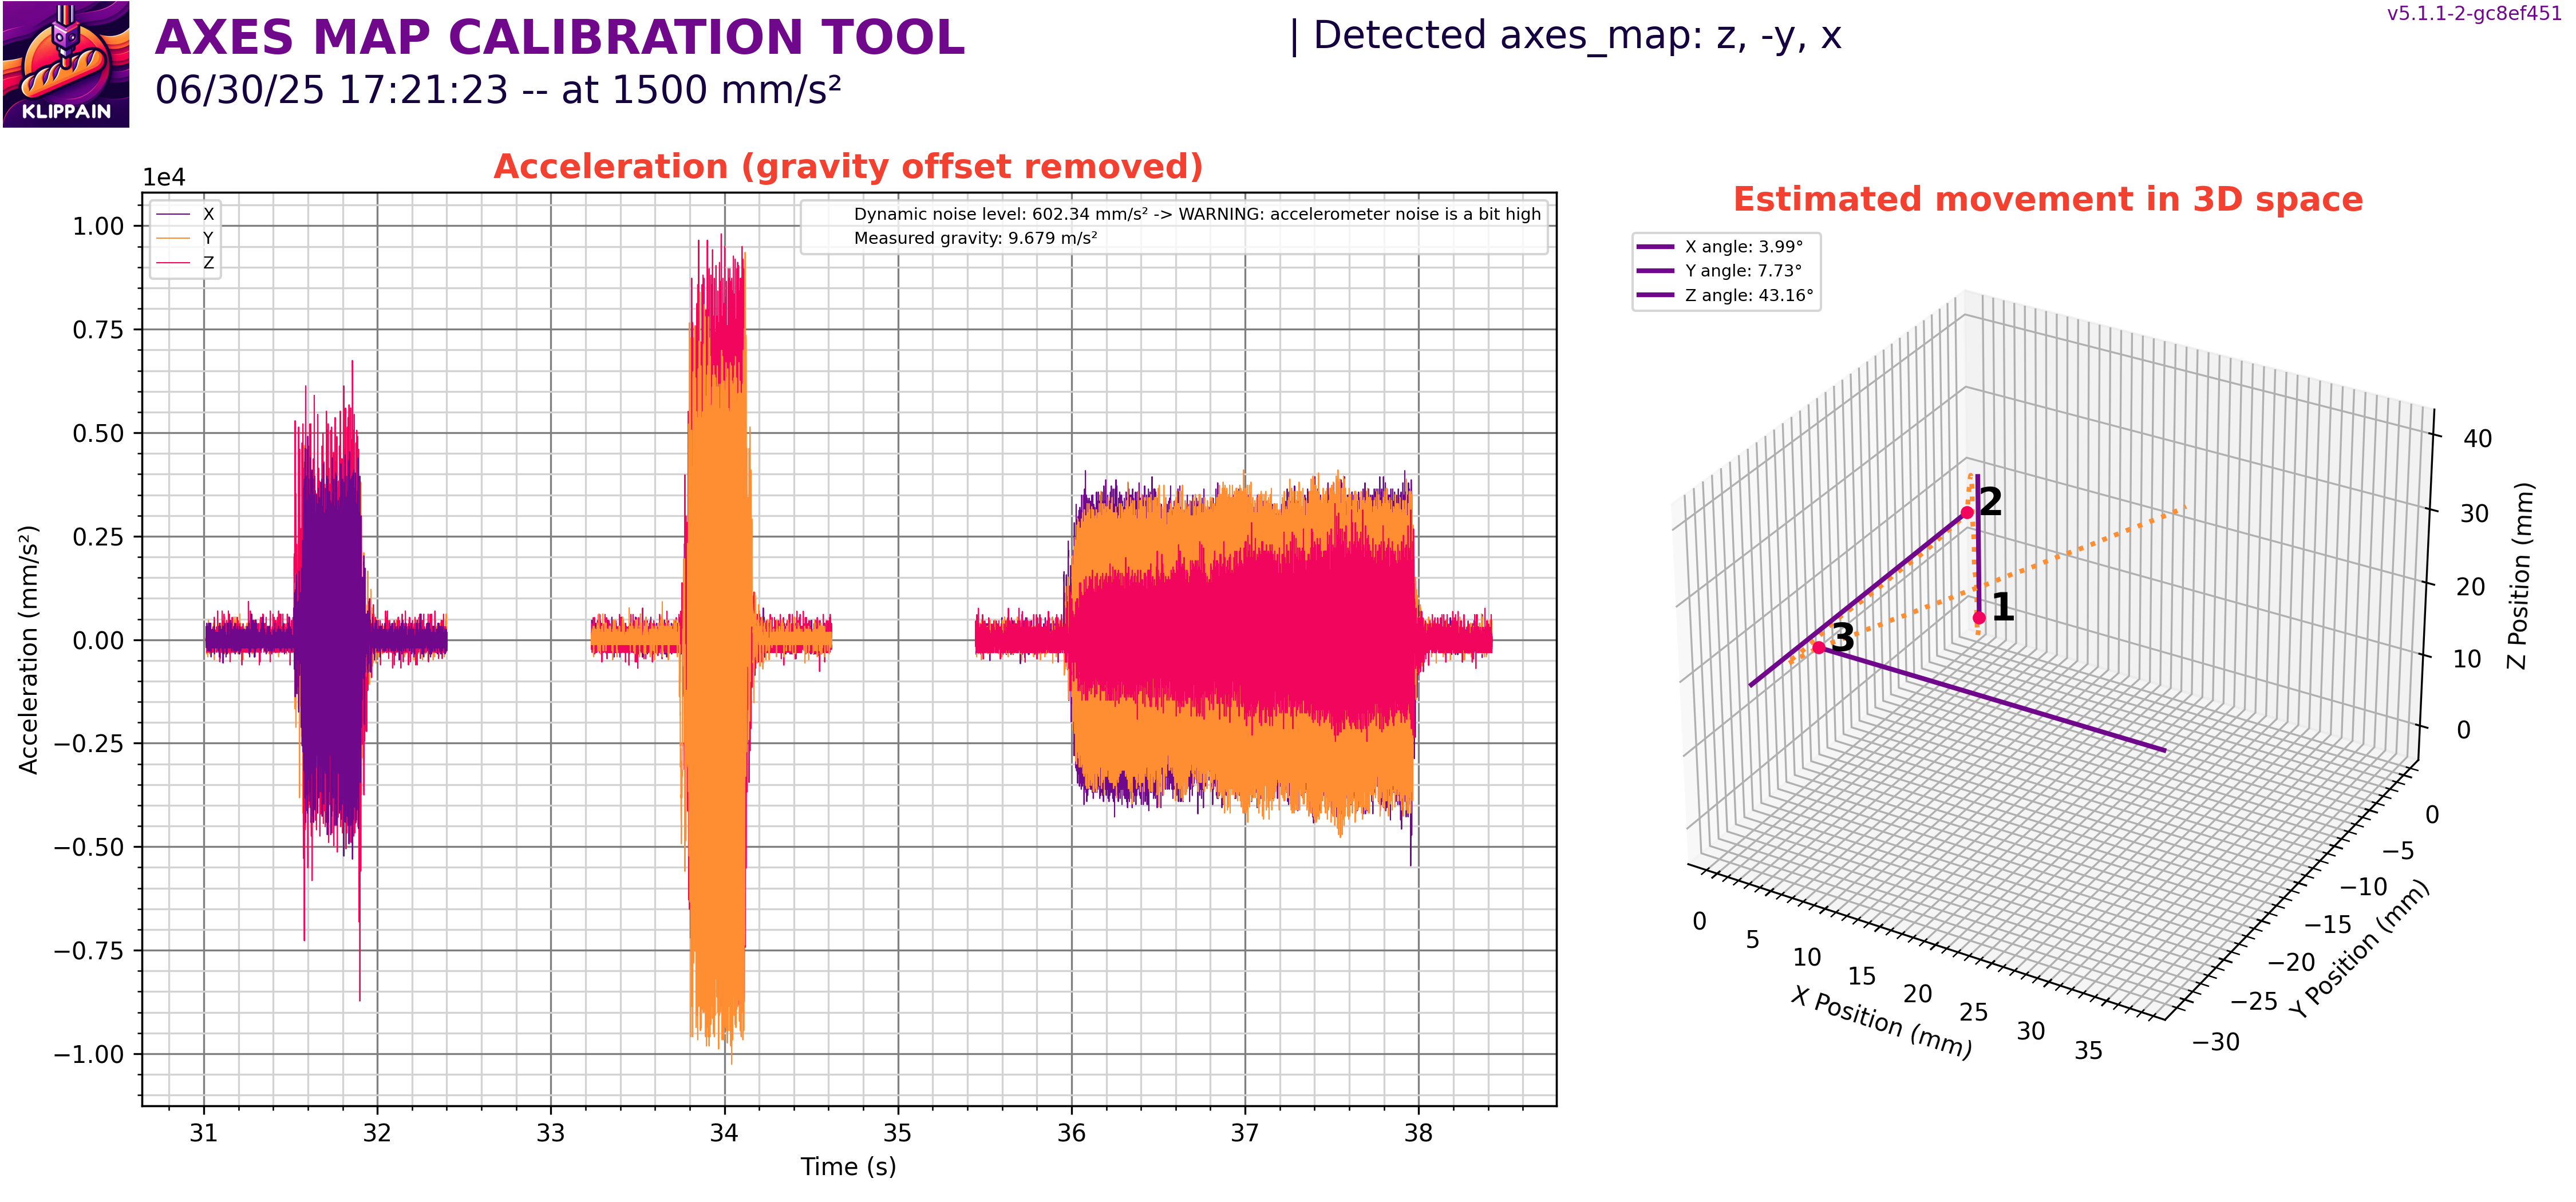 v5.1.1-2-gc8ef451
AXES MAP CALIBRATION TOOL
| Detected axes_map: z, -y, x
06/30/25 17:21:23 -- at 1500 mm/s²
KLIPPAIN
Acceleration (gravity offset removed)
1e4
X
Y
Z
Dynamic noise level: 602.34 mm/s² -> WARNING: accelerometer noise is a bit high
Measured gravity: 9.679 m/s²
Acceleration (mm/s²)
1.00
0.75
0.50
0.25
0.00
−0.25
−0.50
−0.75
−1.00
31
32
33
34
35
36
37
38
Time (s)
Estimated movement in 3D space
X angle: 3.99°
Y angle: 7.73°
Z angle: 43.16°
1
2
3
0
5
10
15
20
25
30
35
X Position (mm)
0
−5
−10
−15
−20
−25
−30
Y Position (mm)
40
30
20
10
0
Z Position (mm)